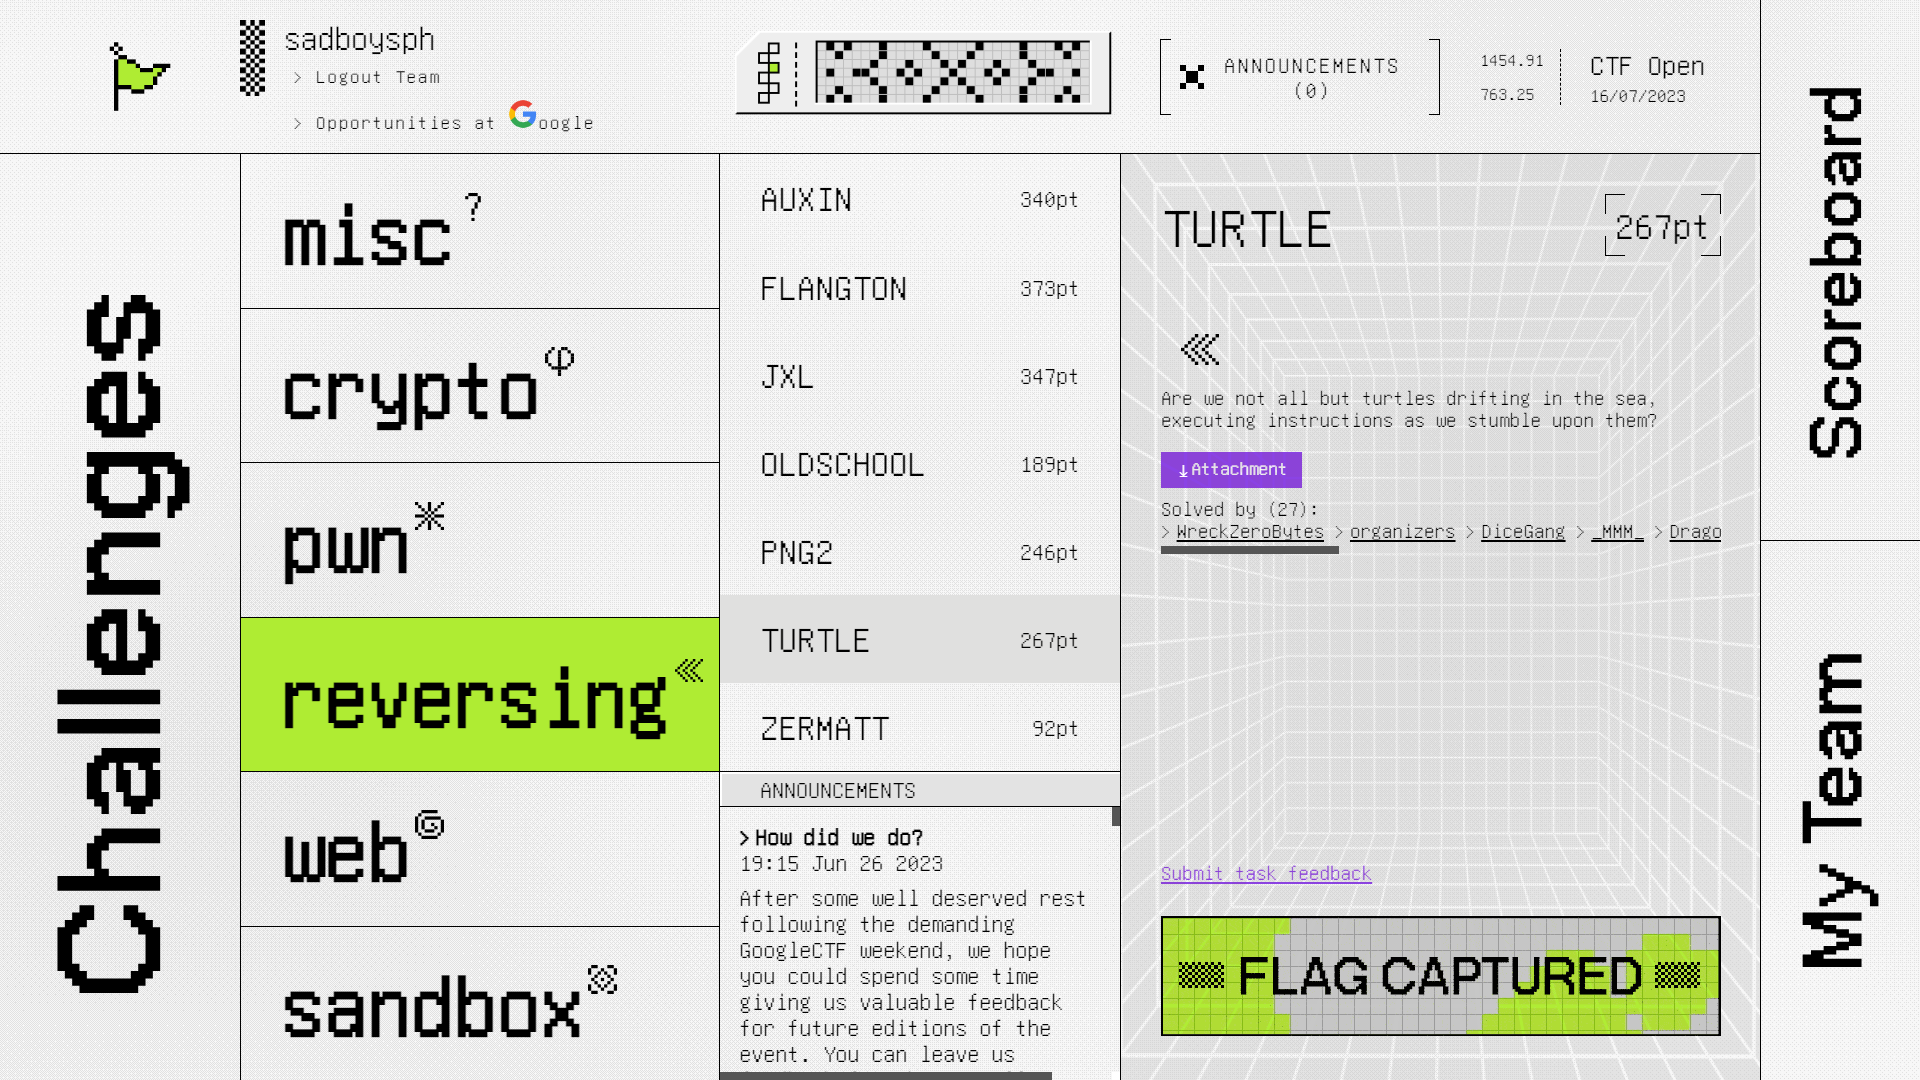 sadboysph
> Logout Team
> Opportunities at Google
ANNOUNCEMENTS
(0)
1454.91
763.25
CTF Open
16/07/2023
Challenges
misc ?
crypto
pwn
reversing
web
sandbox
AUXIN 340pt
FLANGTON 373pt
JXL 347pt
OLDSCHOOL 189pt
PNG2 246pt
TURTLE 267pt
ZERMATT 92pt
ANNOUNCEMENTS
> How did we do?
19:15 Jun 26 2023
After some well deserved rest
following the demanding
GoogleCTF weekend, we hope
you could spend some time
giving us valuable feedback
for future editions of the
event. You can leave us
TURTLE
267pt
Are we not all but turtles drifting in the sea,
executing instructions as we stumble upon them?
Attachment
Solved by (27):
> WreckZeroBytes > organizers > DiceGang > _MMM_ > Drago
Submit task feedback
FLAG CAPTURED
Scoreboard
My Team